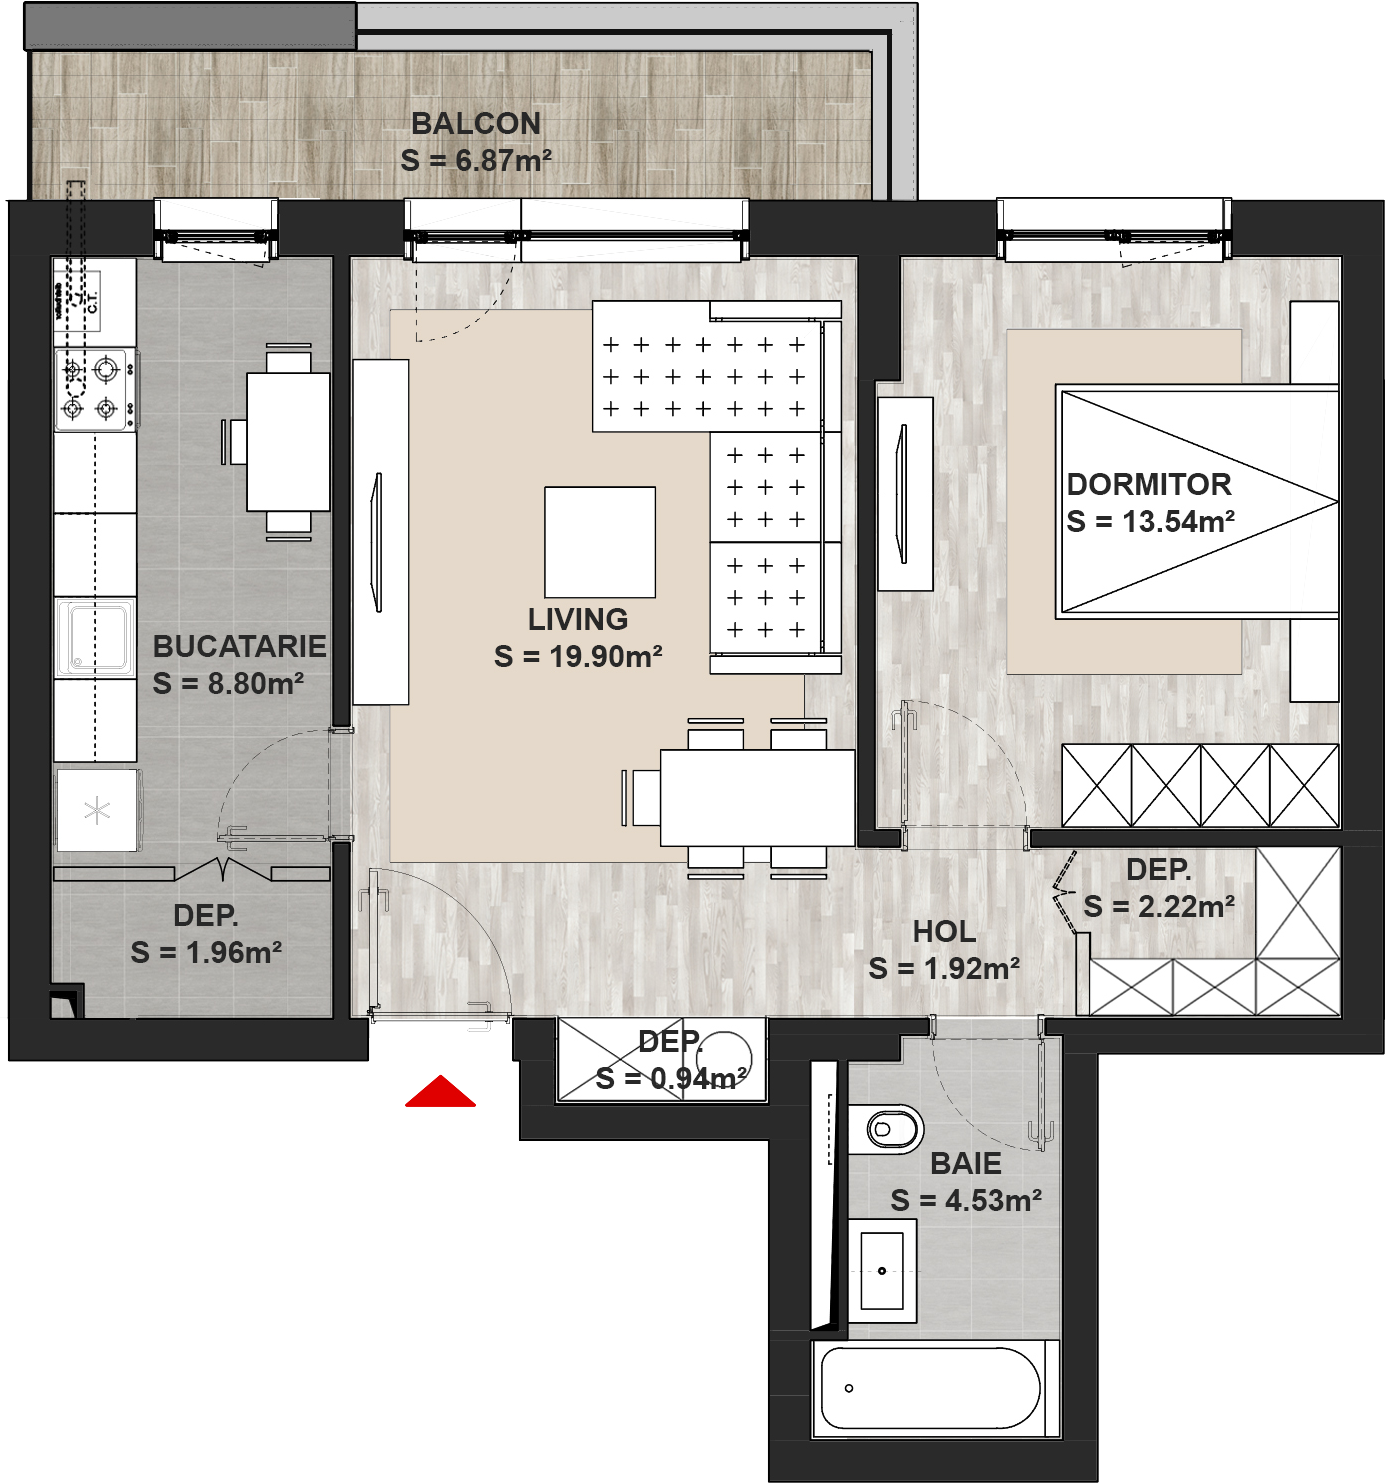 BALCON
S = 6.87m²
C.T.
DORMITOR
S = 13.54m²
LIVING
S = 19.90m²
BUCATARIE
S = 8.80m²
DEP.
S = 2.22m²
DEP.
S = 1.96m²
HOL
S = 1.92m²
DEP.
S = 0.94m²
BAIE
S = 4.53m²